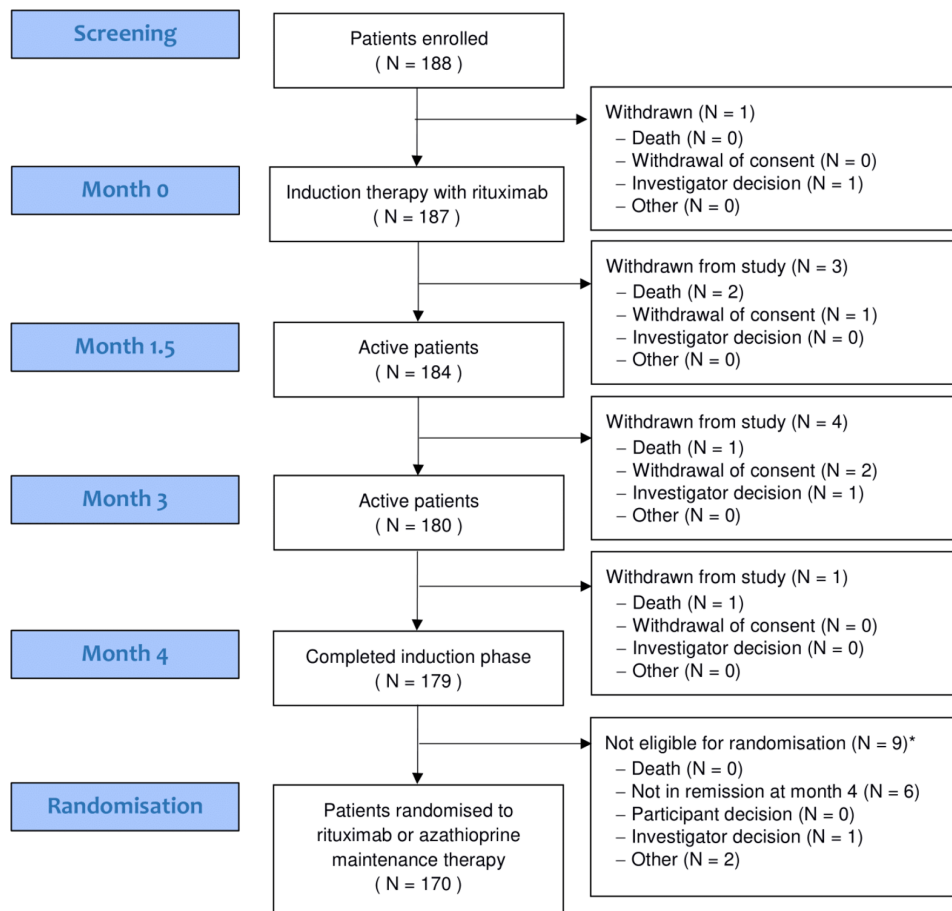 Screening
Patients enrolled
( N = 188 )
Withdrawn (N = 1)
– Death (N = 0)
– Withdrawal of consent (N = 0)
– Investigator decision (N = 1)
– Other (N = 0)
Month 0
Induction therapy with rituximab
( N = 187 )
Withdrawn from study (N = 3)
– Death (N = 2)
– Withdrawal of consent (N = 1)
– Investigator decision (N = 0)
– Other (N = 0)
Month 1.5
Active patients
( N = 184 )
Withdrawn from study (N = 4)
– Death (N = 1)
– Withdrawal of consent (N = 2)
– Investigator decision (N = 1)
– Other (N = 0)
Month 3
Active patients
( N = 180 )
Withdrawn from study (N = 1)
– Death (N = 1)
– Withdrawal of consent (N = 0)
– Investigator decision (N = 0)
– Other (N = 0)
Month 4
Completed induction phase
( N = 179 )
Not eligible for randomisation (N = 9)*
– Death (N = 0)
– Not in remission at month 4 (N = 6)
– Participant decision (N = 0)
– Investigator decision (N = 1)
– Other (N = 2)
Randomisation
Patients randomised to
rituximab or azathioprine
maintenance therapy
( N = 170 )